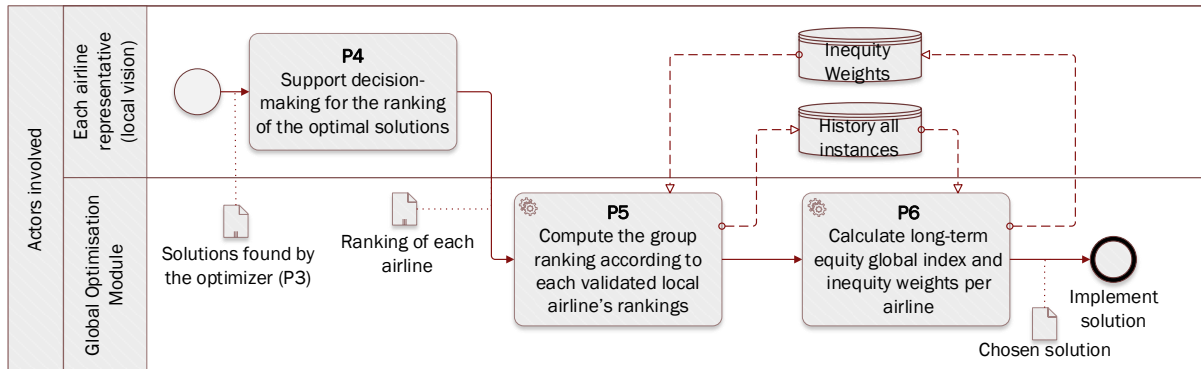 Actors involved
Each airline
representative
(local vision)
P4
Support decision-
making for the ranking
of the optimal solutions
Inequity
Weights
History all
instances
Global Optimisation
Module
Solutions found by
the optimizer (P3)
Ranking of each
airline
P5
Compute the group
ranking according to
each validated local
airline's rankings
P6
Calculate long-term
equity global index and
inequity weights per
airline
Implement
solution
Chosen solution